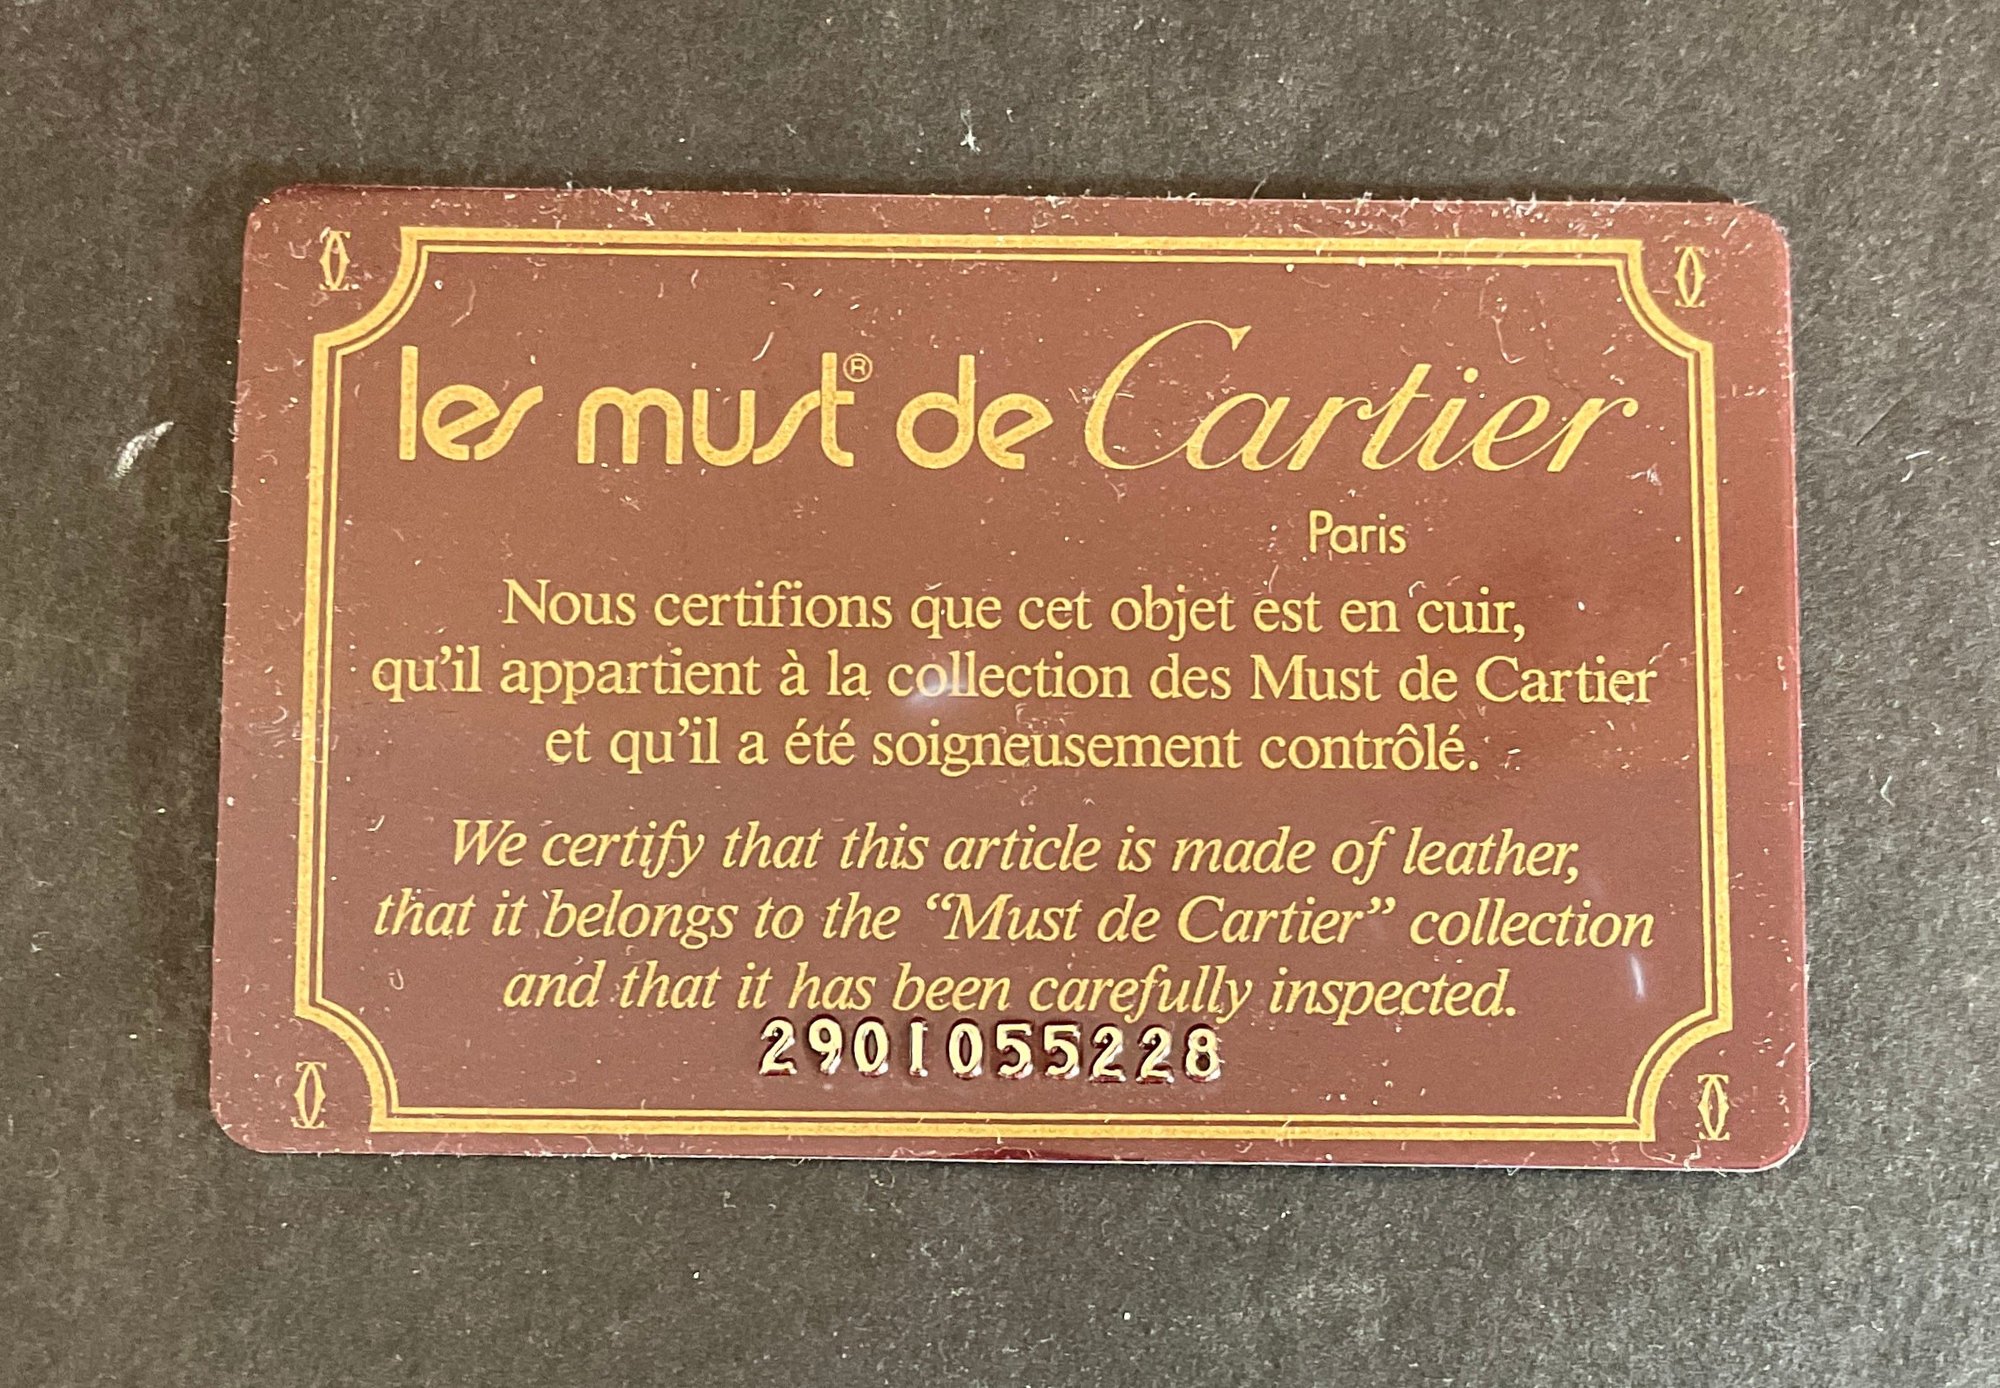 les must® de Cartier
Paris
Nous certifions que cet objet est en cuir,
qu'il appartient à la collection des Must de Cartier
et qu'il a été soigneusement contrôlé.
We certify that this article is made of leather,
that it belongs to the “Must de Cartier” collection
and that it has been carefully inspected.
2901055228